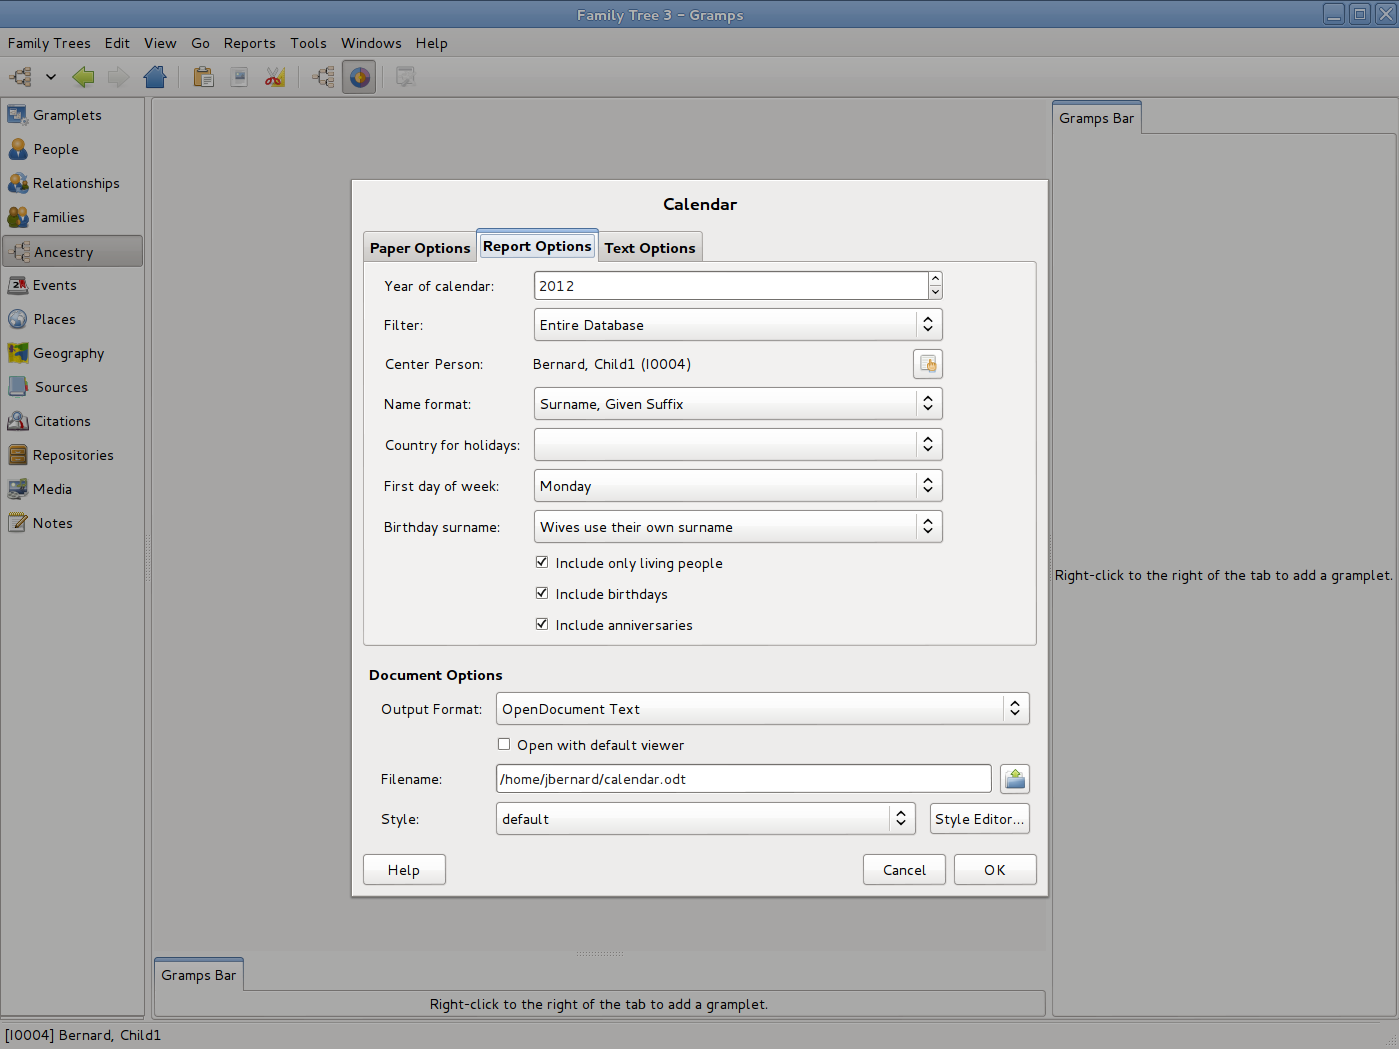 Family Tree 3 - Gramps
Family Trees Edit View Go Reports Tools Windows Help
Gramplets
People
Relationships
Families
Ancestry
Events
Places
Geography
Sources
Citations
Repositories
Media
Notes
Calendar
Paper Options Report Options Text Options
Year of calendar: 2012
Filter: Entire Database
Center Person: Bernard, Child1 (I0004)
Name format: Surname, Given Suffix
Country for holidays:
First day of week: Monday
Birthday surname: Wives use their own surname
Include only living people
Include birthdays
Include anniversaries
Document Options
Output Format: OpenDocument Text
Open with default viewer
Filename: /home/jbernard/calendar.odt
Style: default Style Editor...
Help Cancel OK
Gramps Bar
Right-click to the right of the tab to add a gramplet.
Gramps Bar
Right-click to the right of the tab to add a gramplet.
[I0004] Bernard, Child1